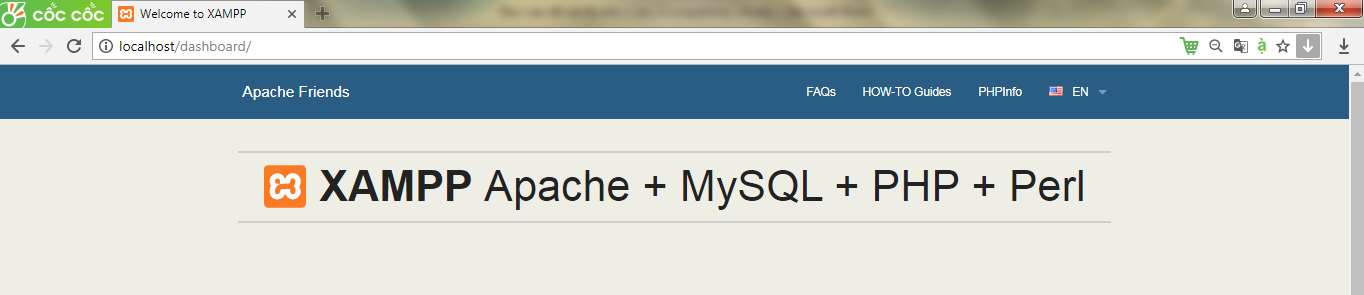 cốc cốc
Welcome to XAMPP
localhost/dashboard/
Apache Friends
FAQs
HOW-TO Guides
PHPInfo
EN
XAMPP Apache + MySQL + PHP + Perl